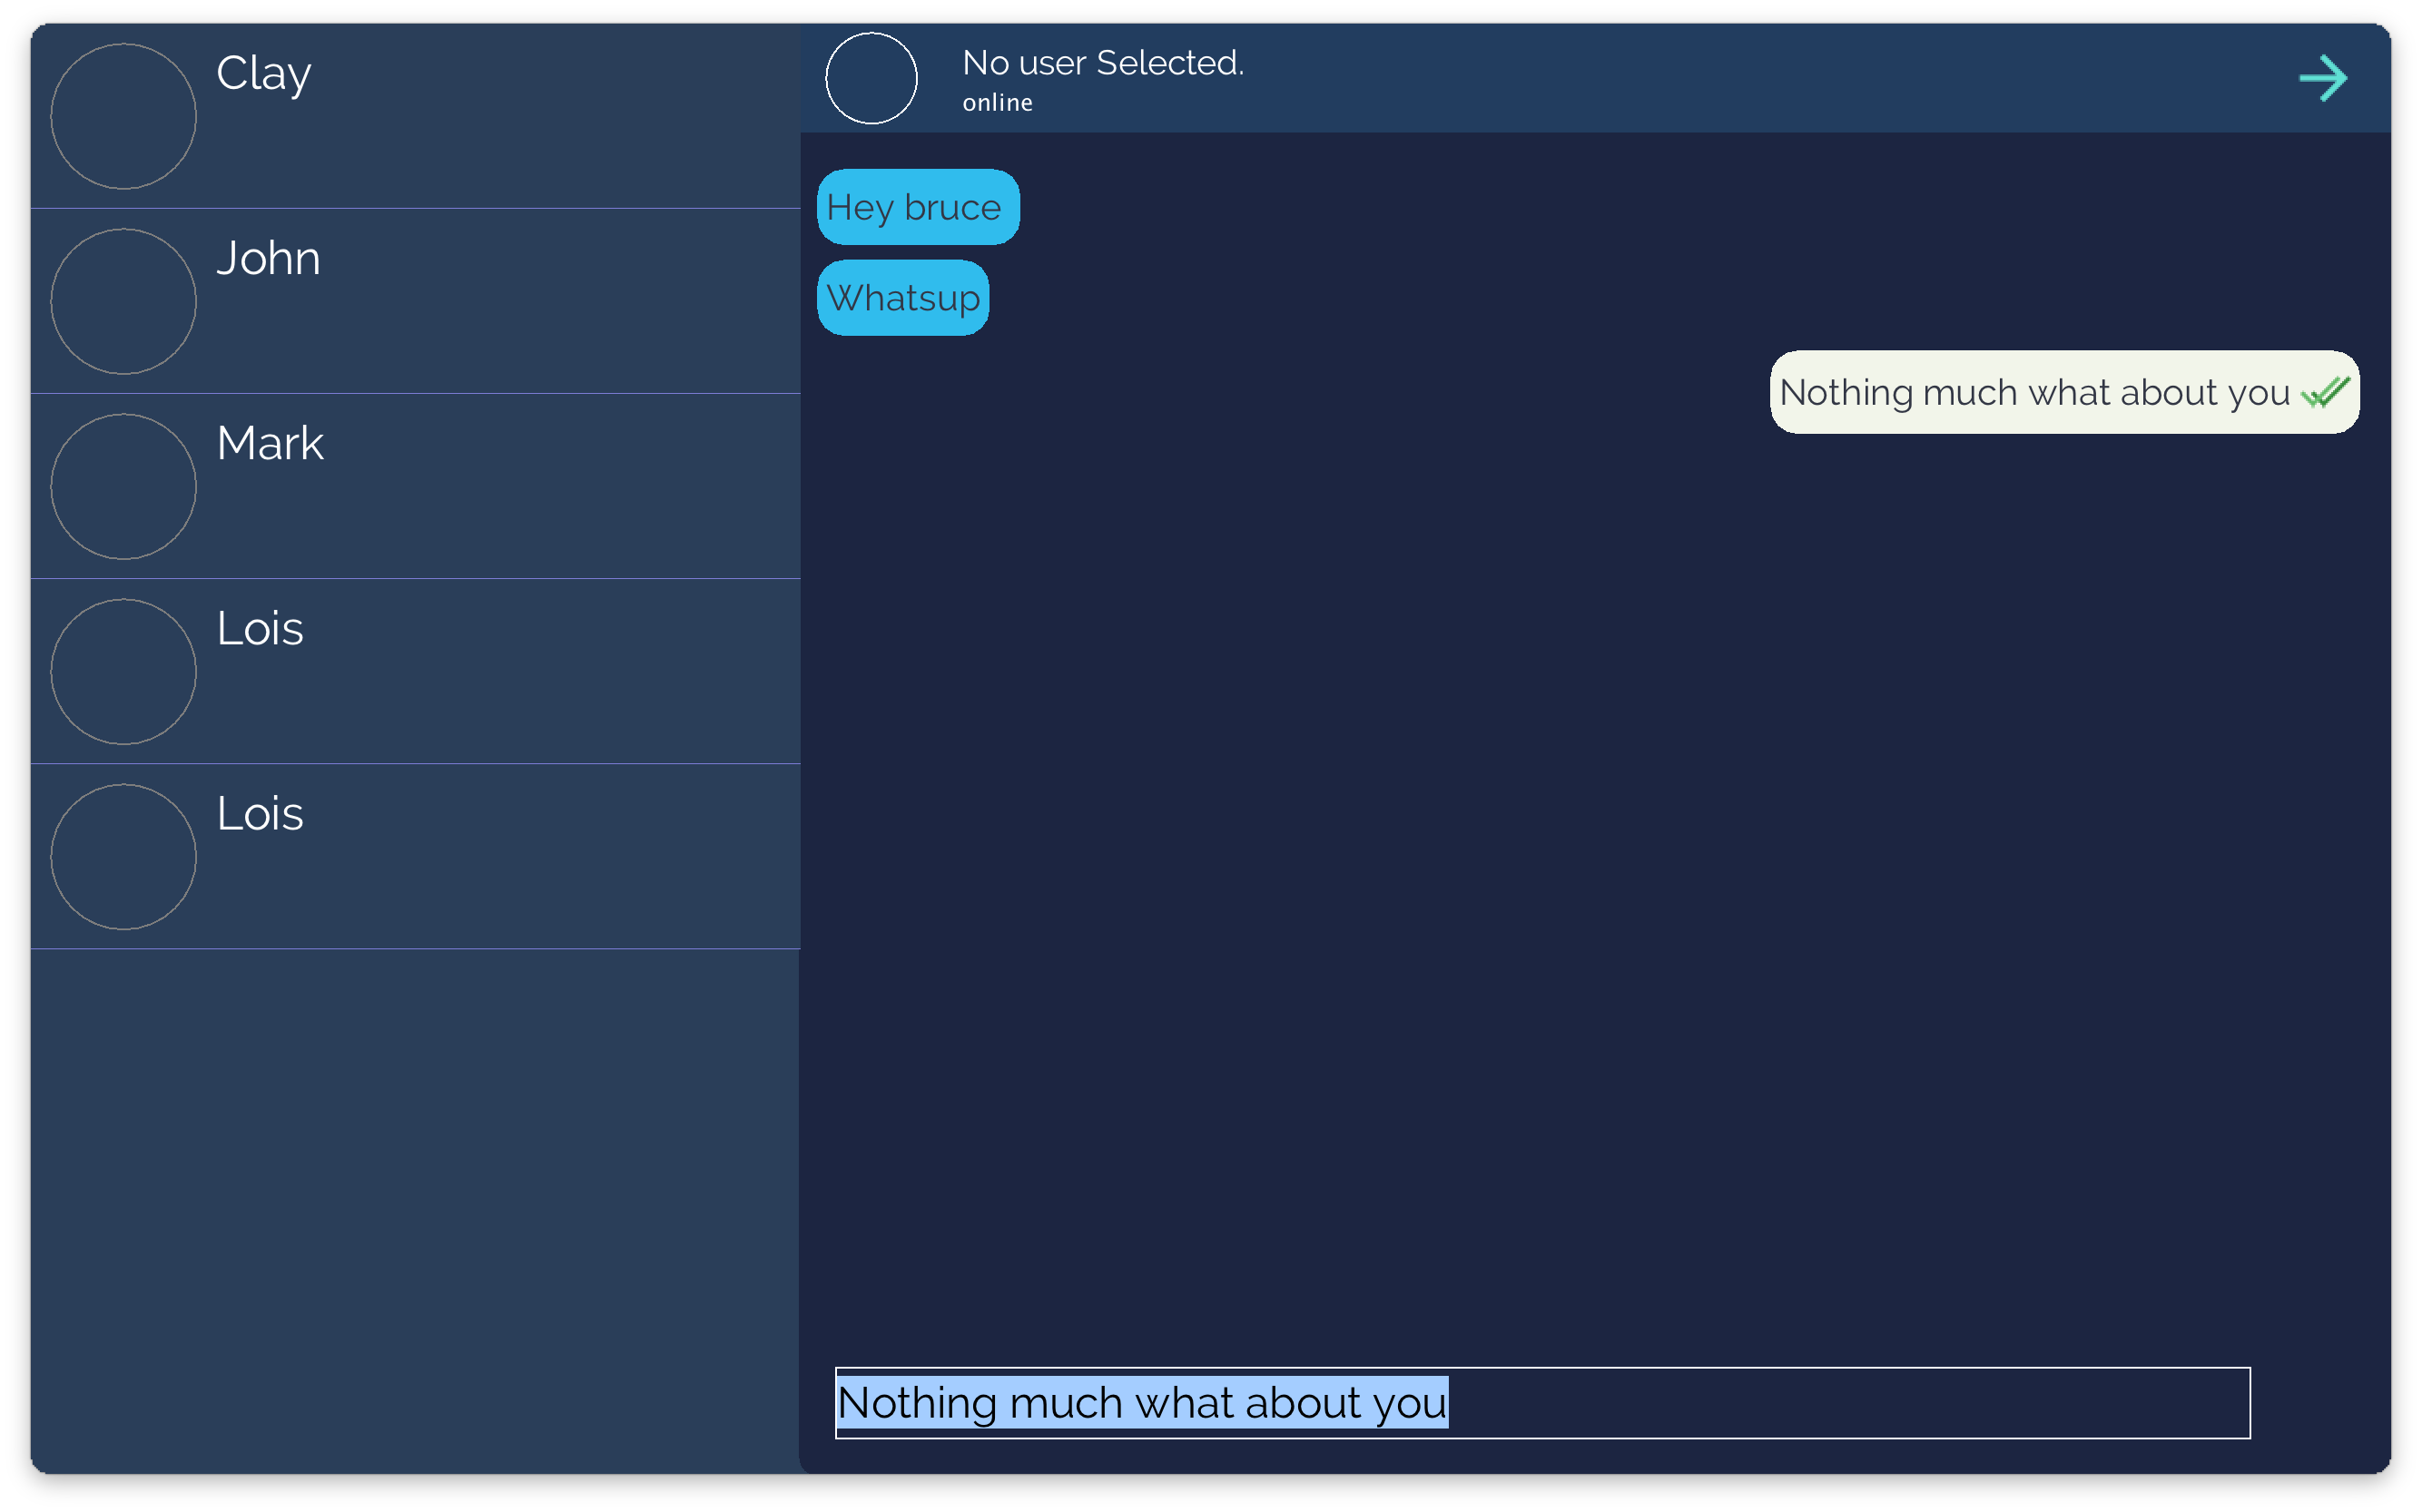 Clay
John
Mark
Lois
Lois
No user Selected.
online
Hey bruce
Whatsup
Nothing much what about you
Nothing much what about you